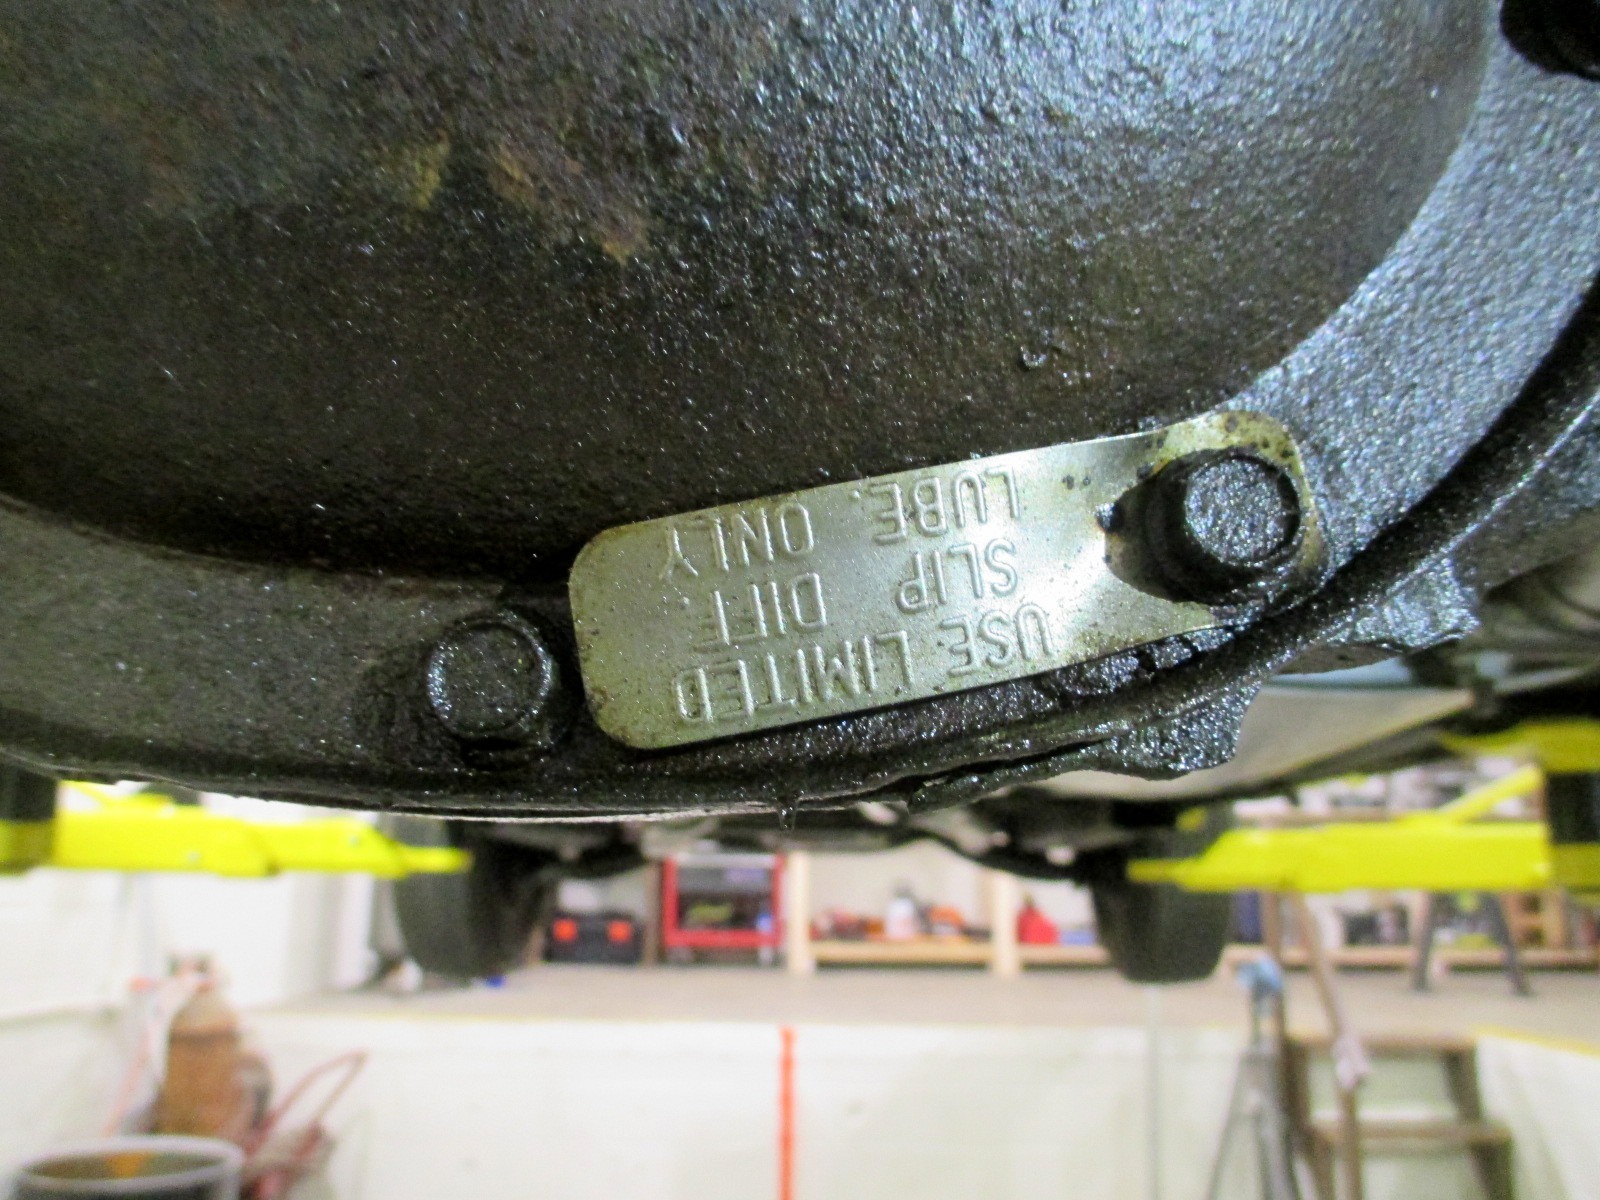 USE LIMITED
SLIP DIFF.
LUBE. ONLY